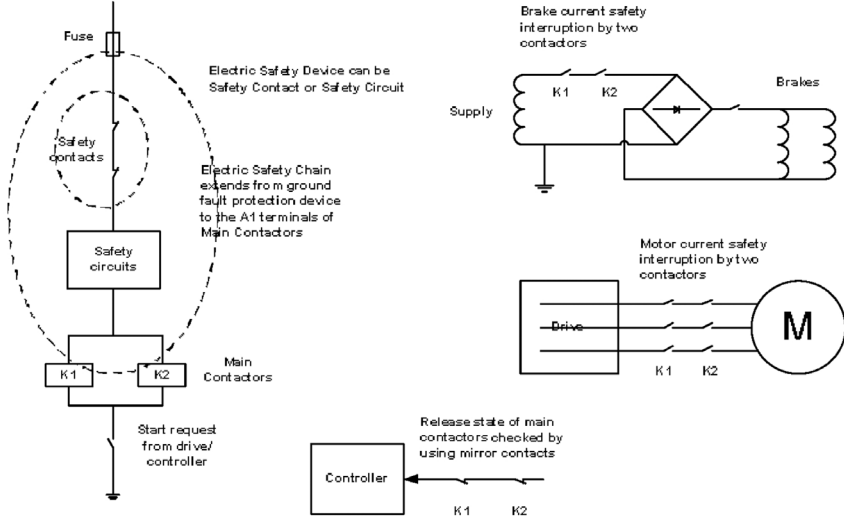 Fuse
Electric Safety Device can be
Safety Contact or Safety Circuit
Safety
contacts
Electric Safety Chain
extends from ground
fault protection device
to the A1 terminals of
Main Contactors
Safety
circuits
K1
K2
Main
Contactors
Start request
from drive/
controller
Brake current safety
interruption by two
contactors
K1
K2
Supply
Brakes
Motor current safety
interruption by two
contactors
Drive
M
K1
K2
Release state of main
contactors checked by
using mirror contacts
Controller
K1
K2